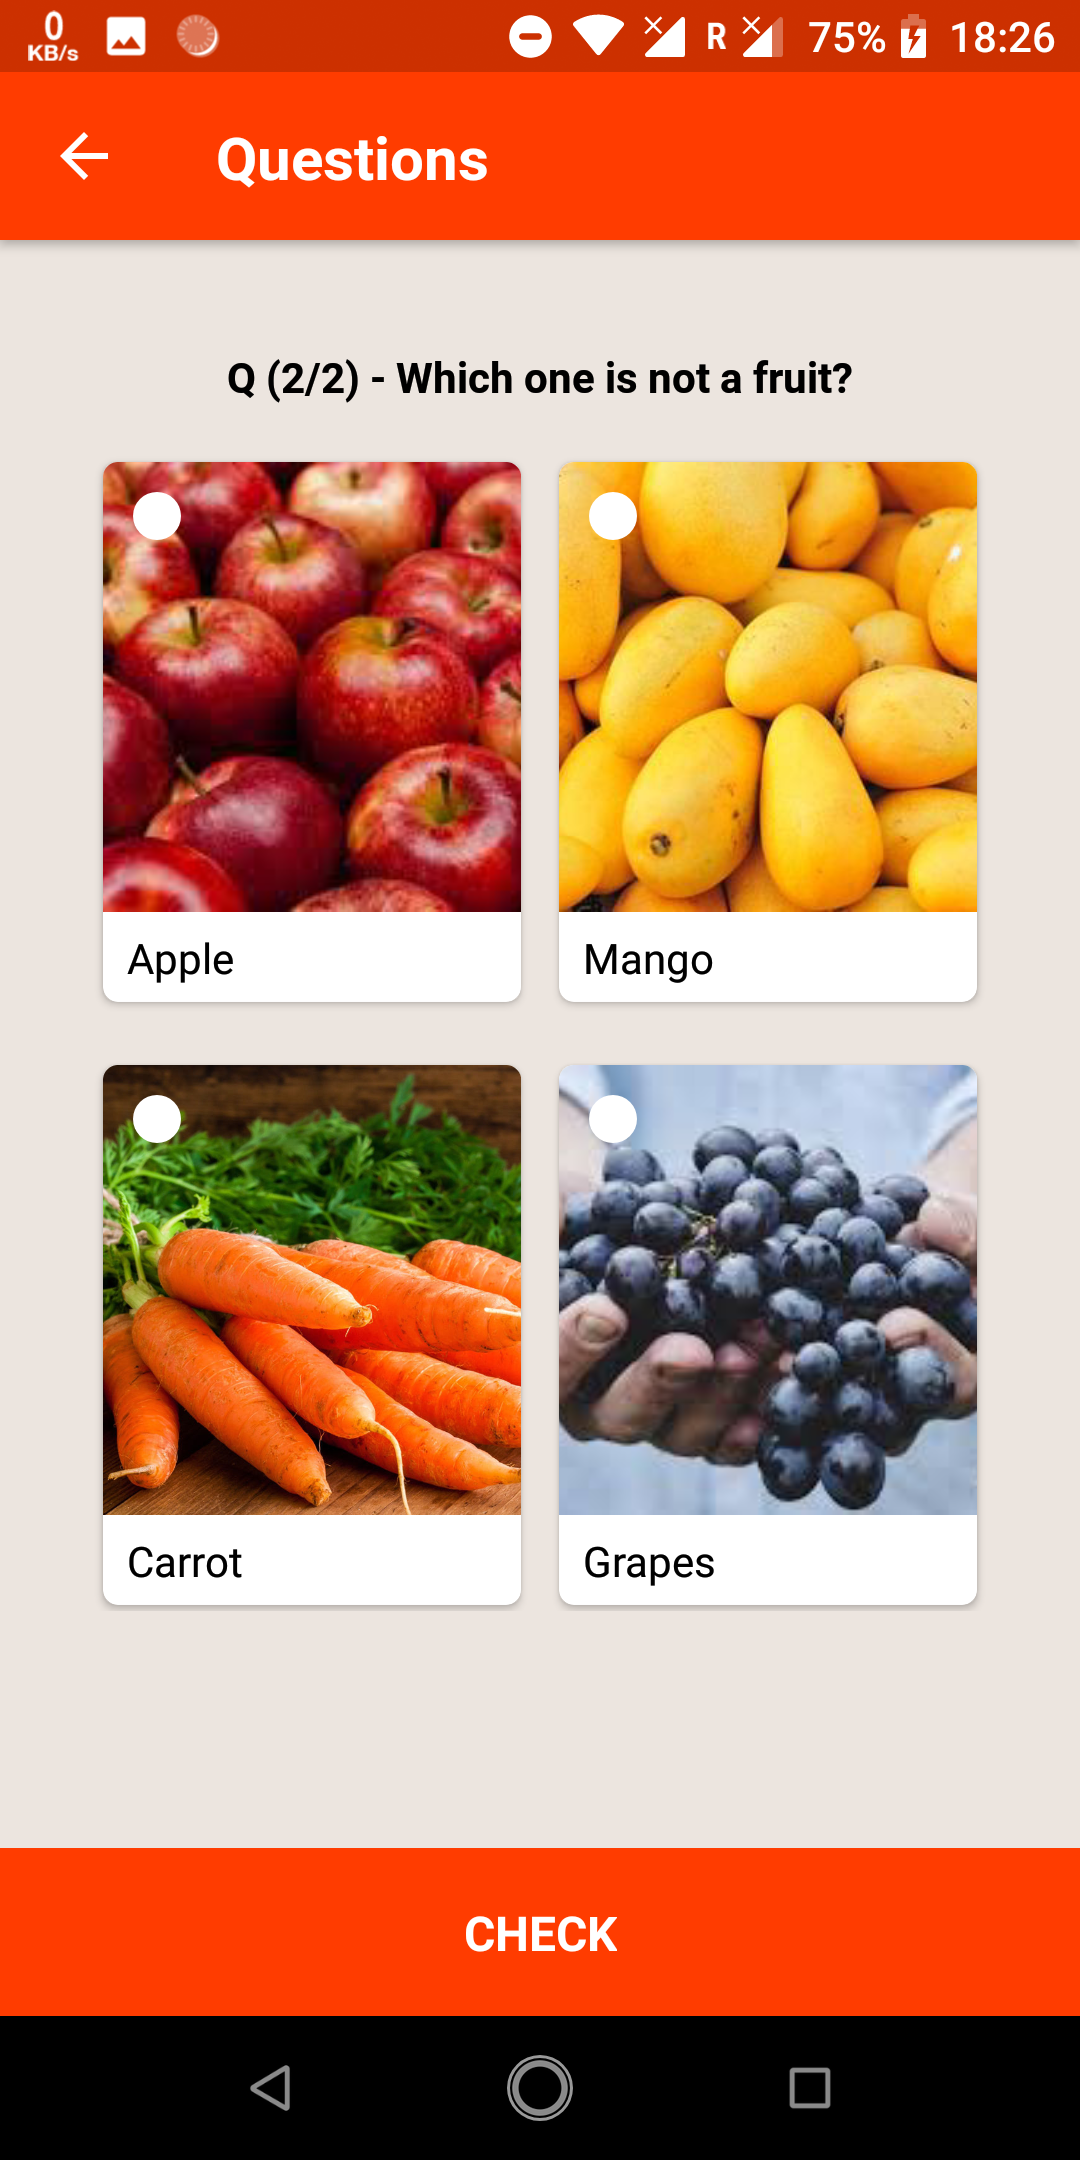 0
KB/s
R
75%
18:26
Questions
Q (2/2) - Which one is not a fruit?
Apple
Mango
Carrot
Grapes
CHECK